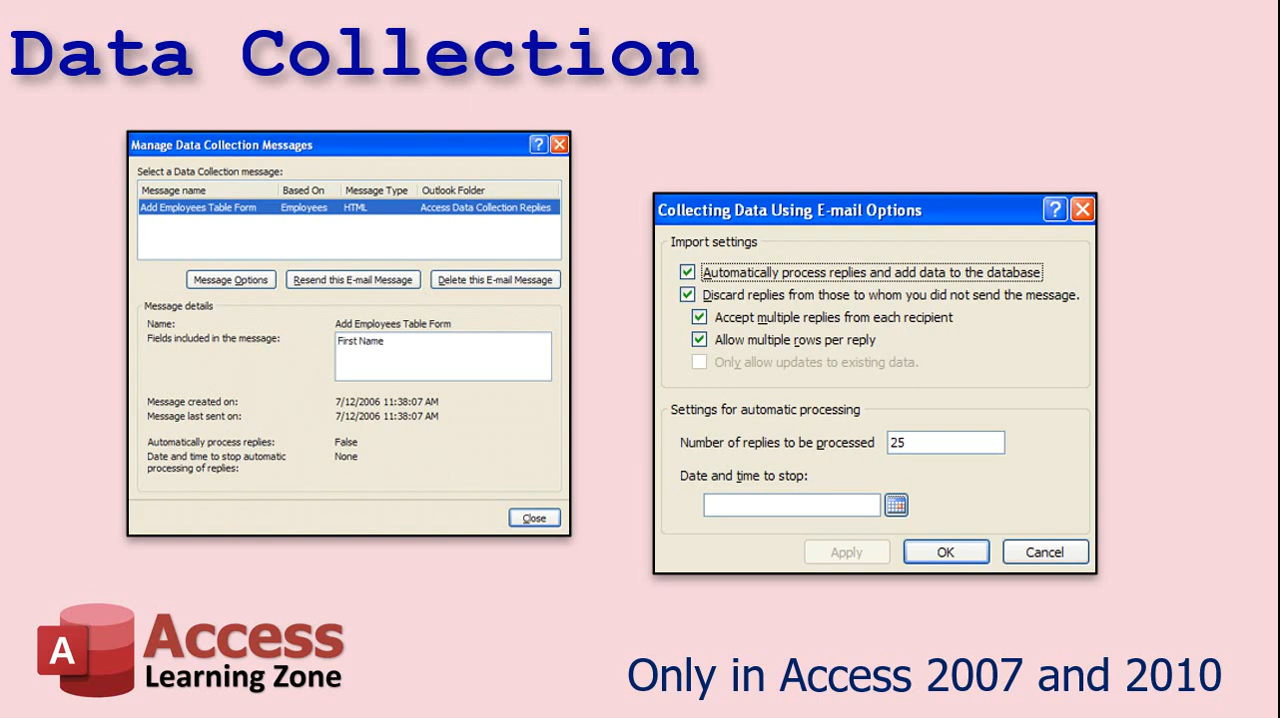 Data Collection
Manage Data Collection Messages
Select a Data Collection message:
Message name Based On Message Type Outlook Folder
Add Employees Table Form Employees HTML Access Data Collection Replies
Message Options Resend this E-mail Message Delete this E-mail Message
Message details
Name: Add Employees Table Form
Fields included in the message: First Name
Message created on: 7/12/2006 11:38:07 AM
Message last sent on: 7/12/2006 11:38:07 AM
Automatically process replies: False
Date and time to stop automatic None
processing of replies:
Close
Collecting Data Using E-mail Options
Import settings
Automatically process replies and add data to the database
Discard replies from those to whom you did not send the message.
Accept multiple replies from each recipient
Allow multiple rows per reply
Only allow updates to existing data.
Settings for automatic processing
Number of replies to be processed 25
Date and time to stop:
Apply OK Cancel
A
Access
Learning Zone
Only in Access 2007 and 2010